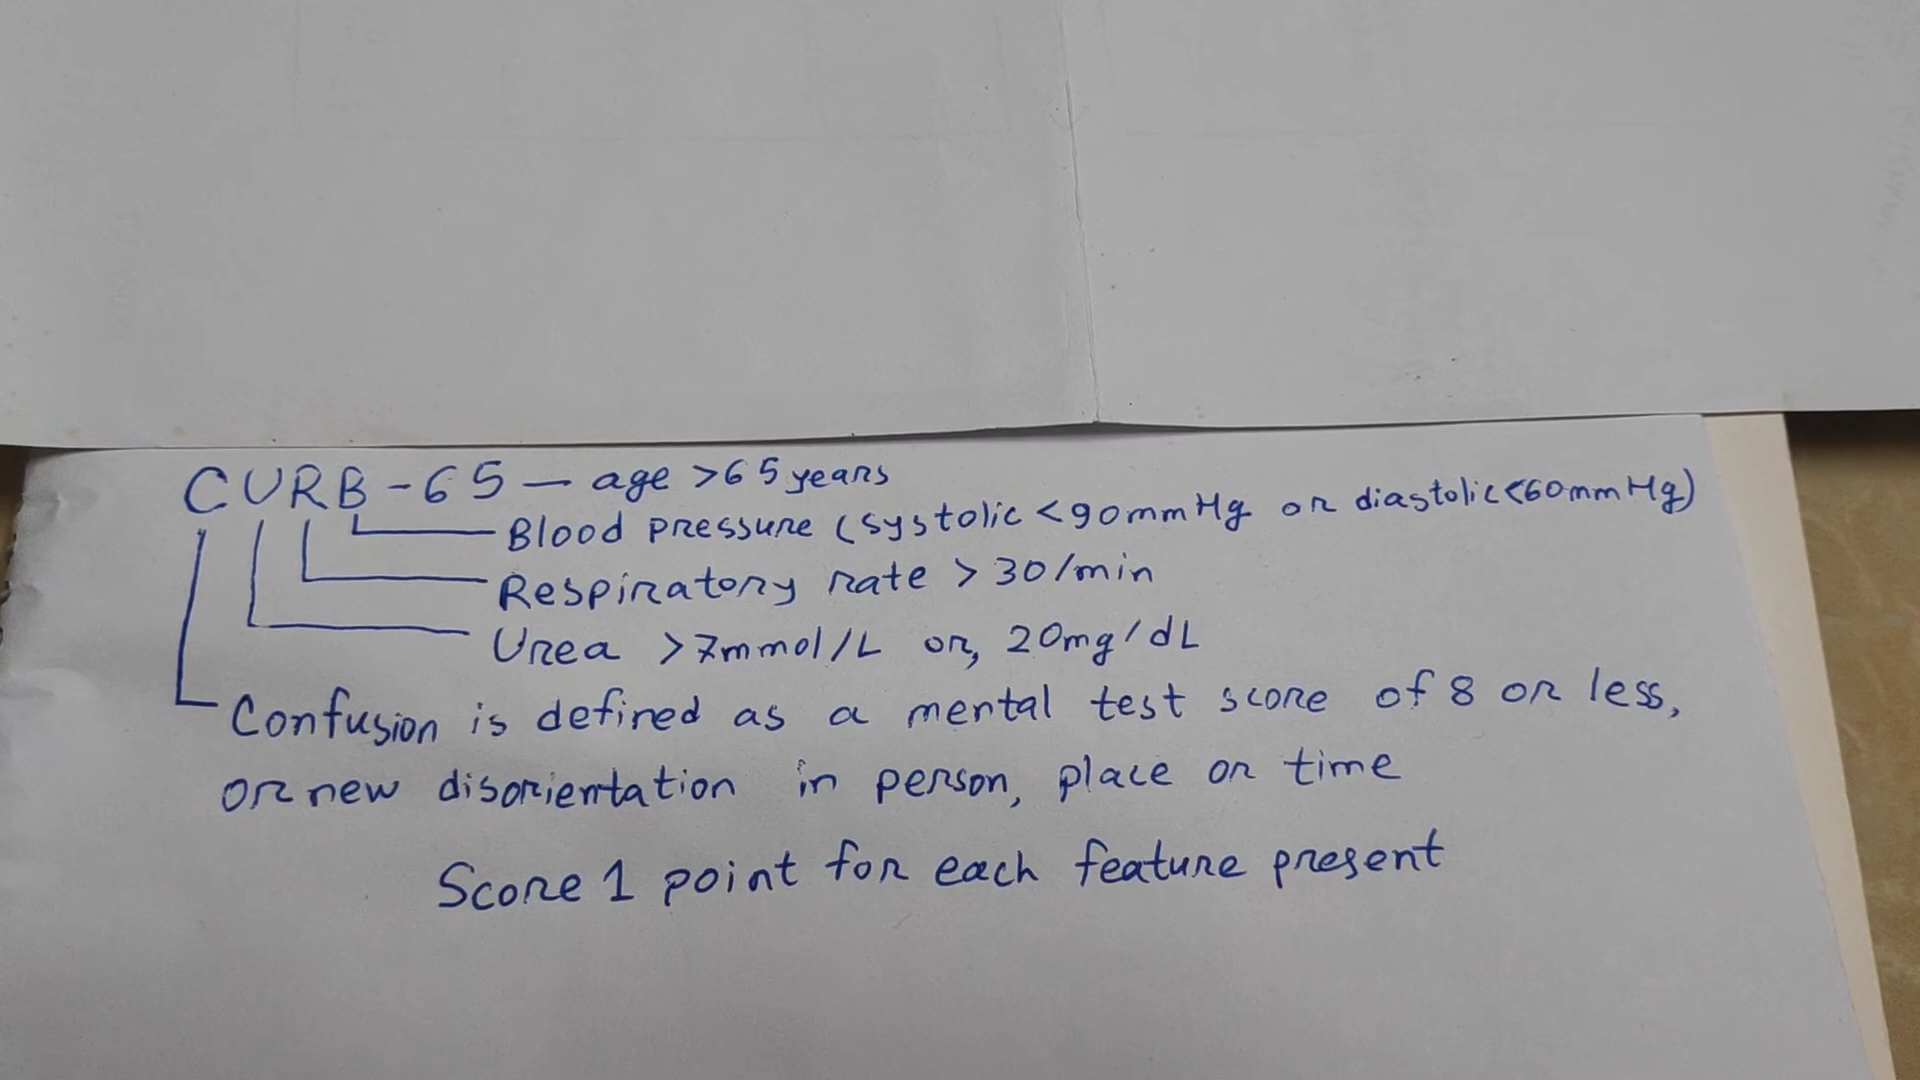 CURB-65 — age >65 years
Blood pressure (systolic <90mmHg or diastolic <60mmHg)
Respiratory rate > 30/min
Urea >7mmol/L or, 20mg/dL
Confusion is defined as a mental test score of 8 or less,
or new disorientation in person, place or time
Score 1 point for each feature present